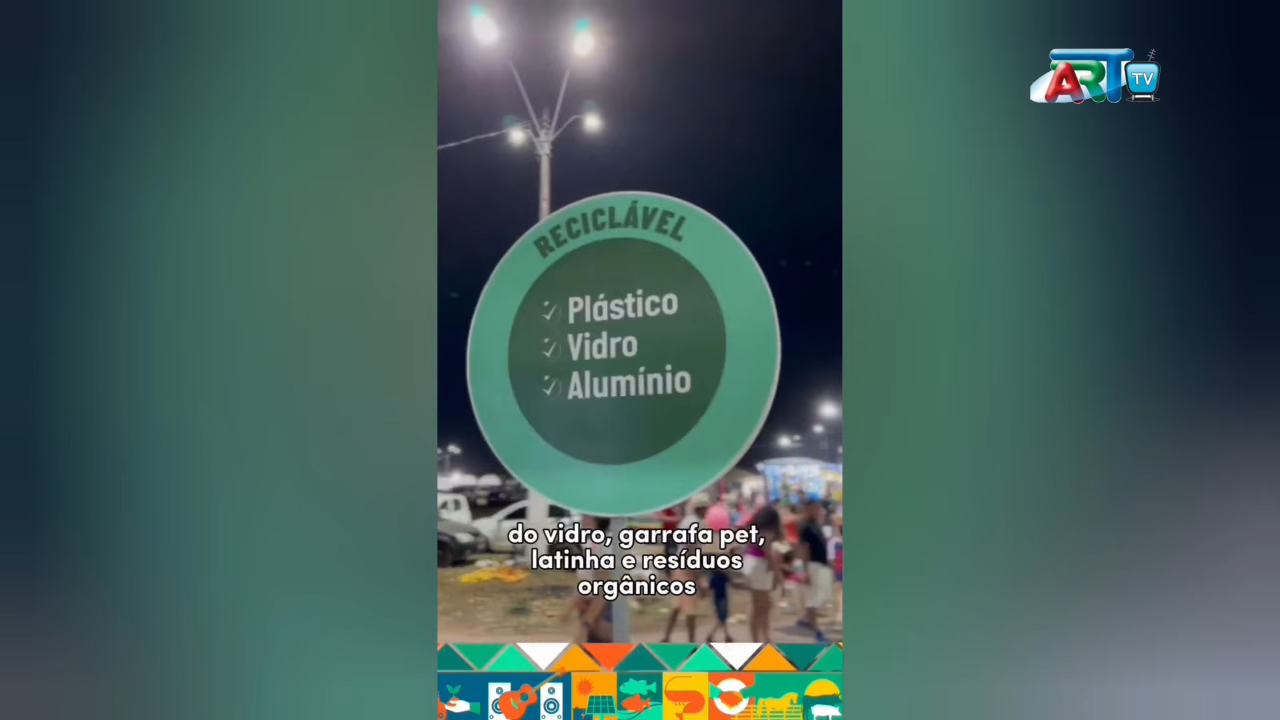 ART TV
RECICLÁVEL
Plástico
Vidro
Alumínio
do vidro, garrafa pet,
latinha e resíduos
orgânicos